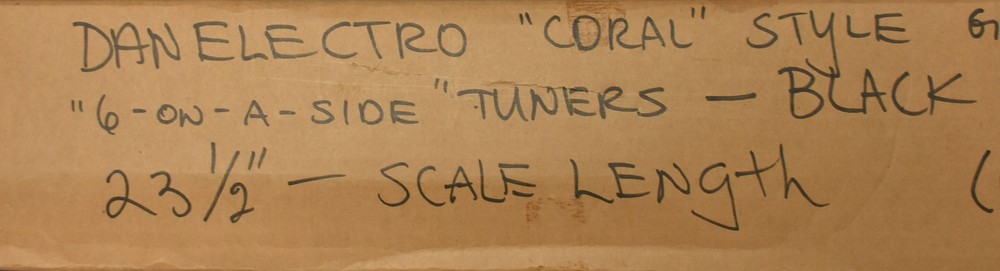 DANELECTRO "CORAL" STYLE
"6-ON-A-SIDE" TUNERS — BLACK
23 1/2" — SCALE LENGTH (